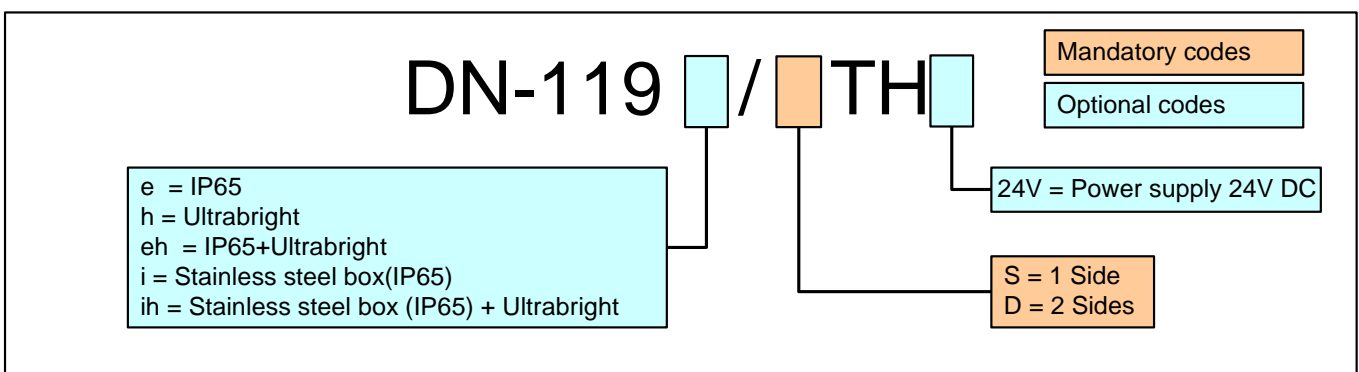 DN-119 / TH
Mandatory codes
Optional codes
e = IP65
h = Ultrabright
eh = IP65+Ultrabright
i = Stainless steel box(IP65)
ih = Stainless steel box (IP65) + Ultrabright
24V = Power supply 24V DC
S = 1 Side
D = 2 Sides